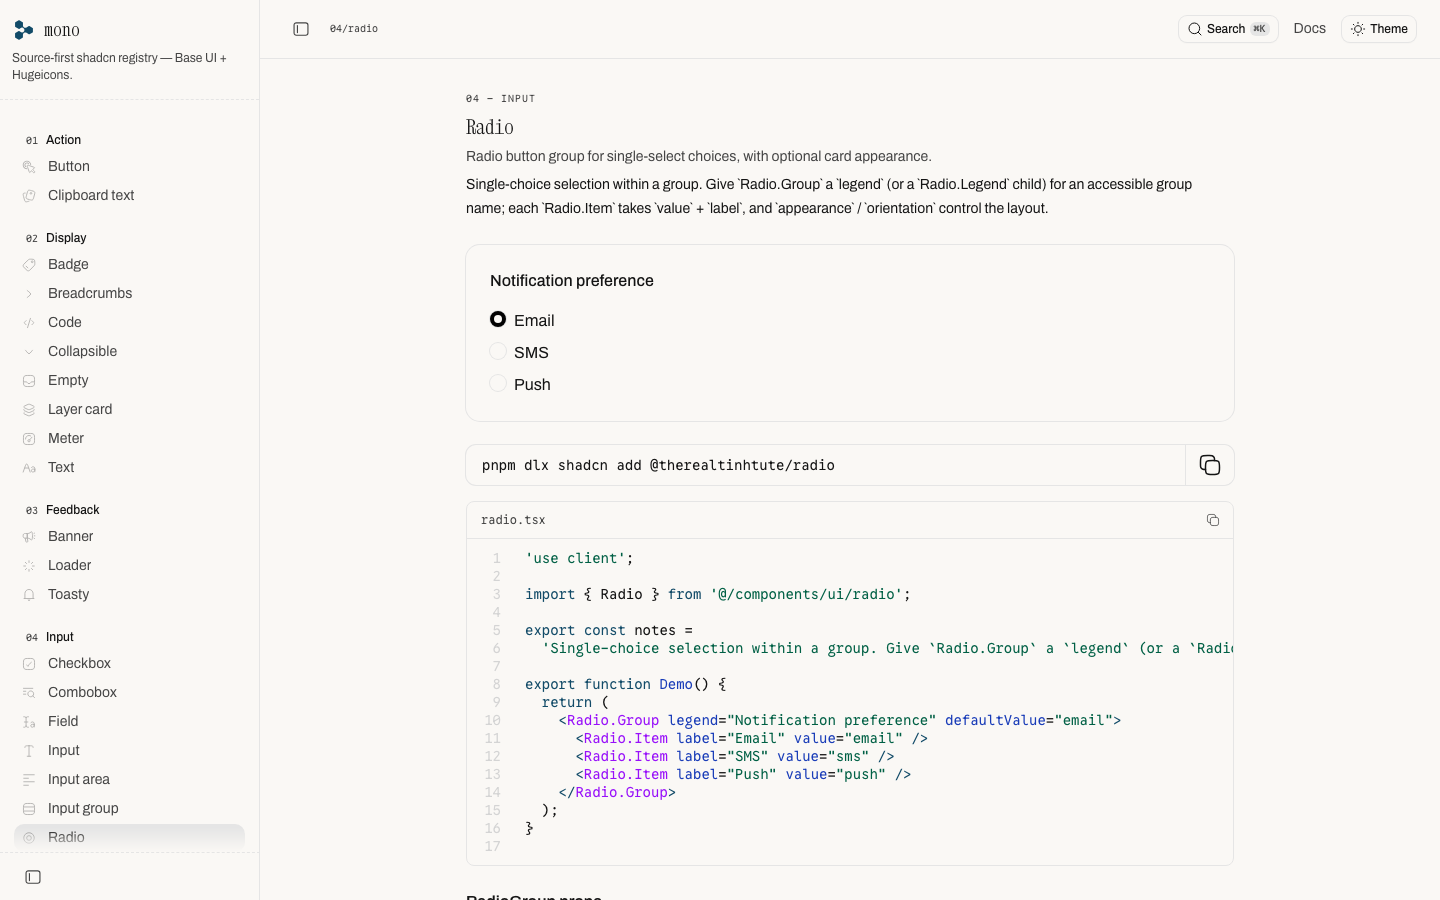 mono
Source-first shadcn registry — Base UI +
Hugeicons.
01 Action
Button
Clipboard text
02 Display
Badge
Breadcrumbs
Code
Collapsible
Empty
Layer card
Meter
Text
03 Feedback
Banner
Loader
Toasty
04 Input
Checkbox
Combobox
Field
Input
Input area
Input group
Radio
04/radio
Search ⌘K
Docs
Theme
04 — INPUT
Radio
Radio button group for single-select choices, with optional card appearance.
Single-choice selection within a group. Give `Radio.Group` a `legend` (or a `Radio.Legend` child) for an accessible group
name; each `Radio.Item` takes `value` + `label`, and `appearance` / `orientation` control the layout.
Notification preference
Email
SMS
Push
pnpm dlx shadcn add @therealtinhtute/radio
radio.tsx
1 'use client';
2
3 import { Radio } from '@/components/ui/radio';
4
5 export const notes =
6 'Single-choice selection within a group. Give `Radio.Group` a `legend` (or a `Radio
7
8 export function Demo() {
9 return (
10 <Radio.Group legend="Notification preference" defaultValue="email">
11 <Radio.Item label="Email" value="email" />
12 <Radio.Item label="SMS" value="sms" />
13 <Radio.Item label="Push" value="push" />
14 </Radio.Group>
15 );
16 }
17
RadioGroup props